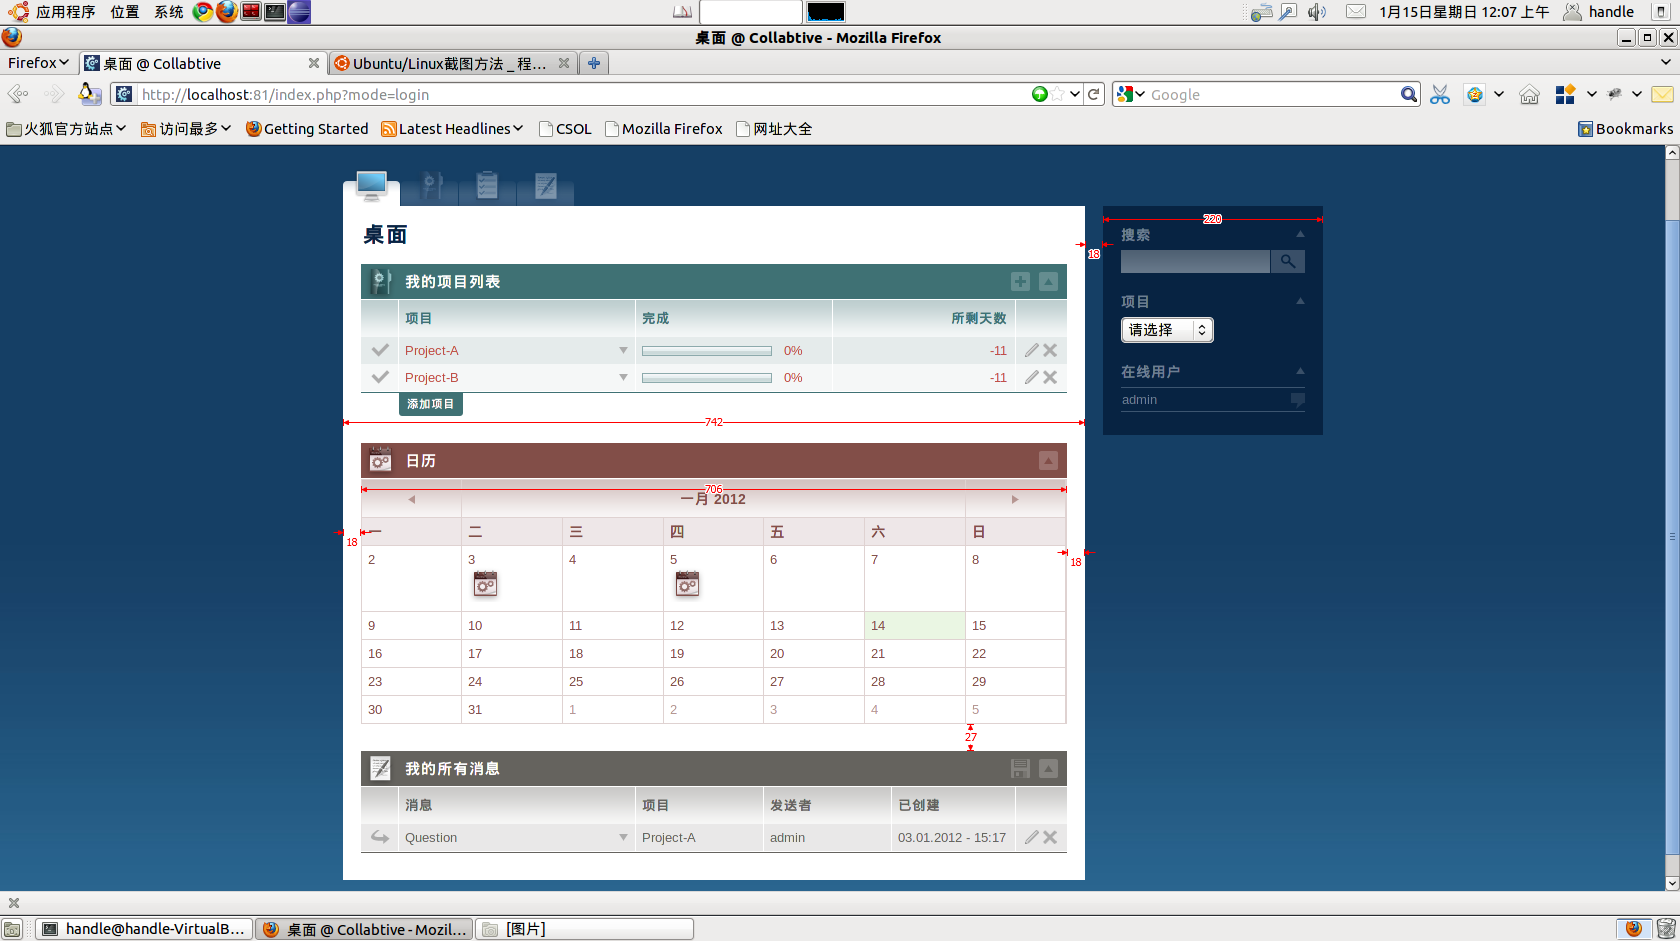 应用程序 位置 系统 1月15日星期日 12:07 上午 handle
桌面 @ Collabtive - Mozilla Firefox
Firefox 桌面 @ Collabtive Ubuntu/Linux截图方法 _ 程...
http://localhost:81/index.php?mode=login Google
火狐官方站点 访问最多 Getting Started Latest Headlines CSOL Mozilla Firefox 网址大全 Bookmarks
桌面
我的项目列表
项目 完成 所剩天数
Project-A 0% -11
Project-B 0% -11
添加项目
742
日历
706
一月 2012
一 二 三 四 五 六 日
18
2 3 4 5 6 7 8
18
9 10 11 12 13 14 15
16 17 18 19 20 21 22
23 24 25 26 27 28 29
30 31 1 2 3 4 5
27
我的所有消息
消息 项目 发送者 已创建
Question Project-A admin 03.01.2012 - 15:17
220
搜索
18
项目
请选择
在线用户
admin
handle@handle-VirtualB... 桌面 @ Collabtive - Mozil... [图片]